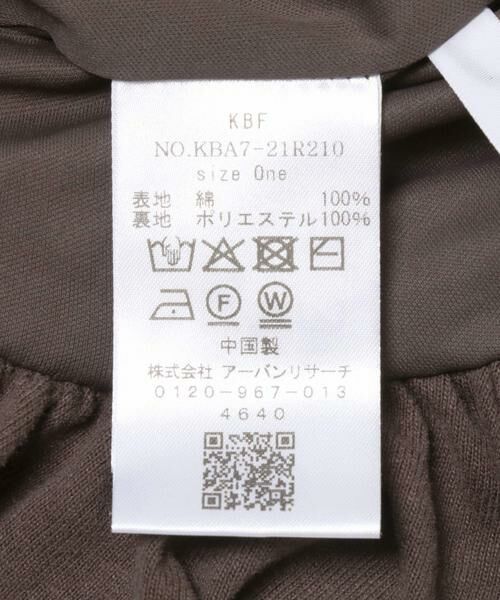 KBF
NO.KBA7-21R210
size One
表地 綿 100%
裏地 ポリエステル100%
F W
中国製
株式会社 アーバンリサーチ
0120-967-013
4640